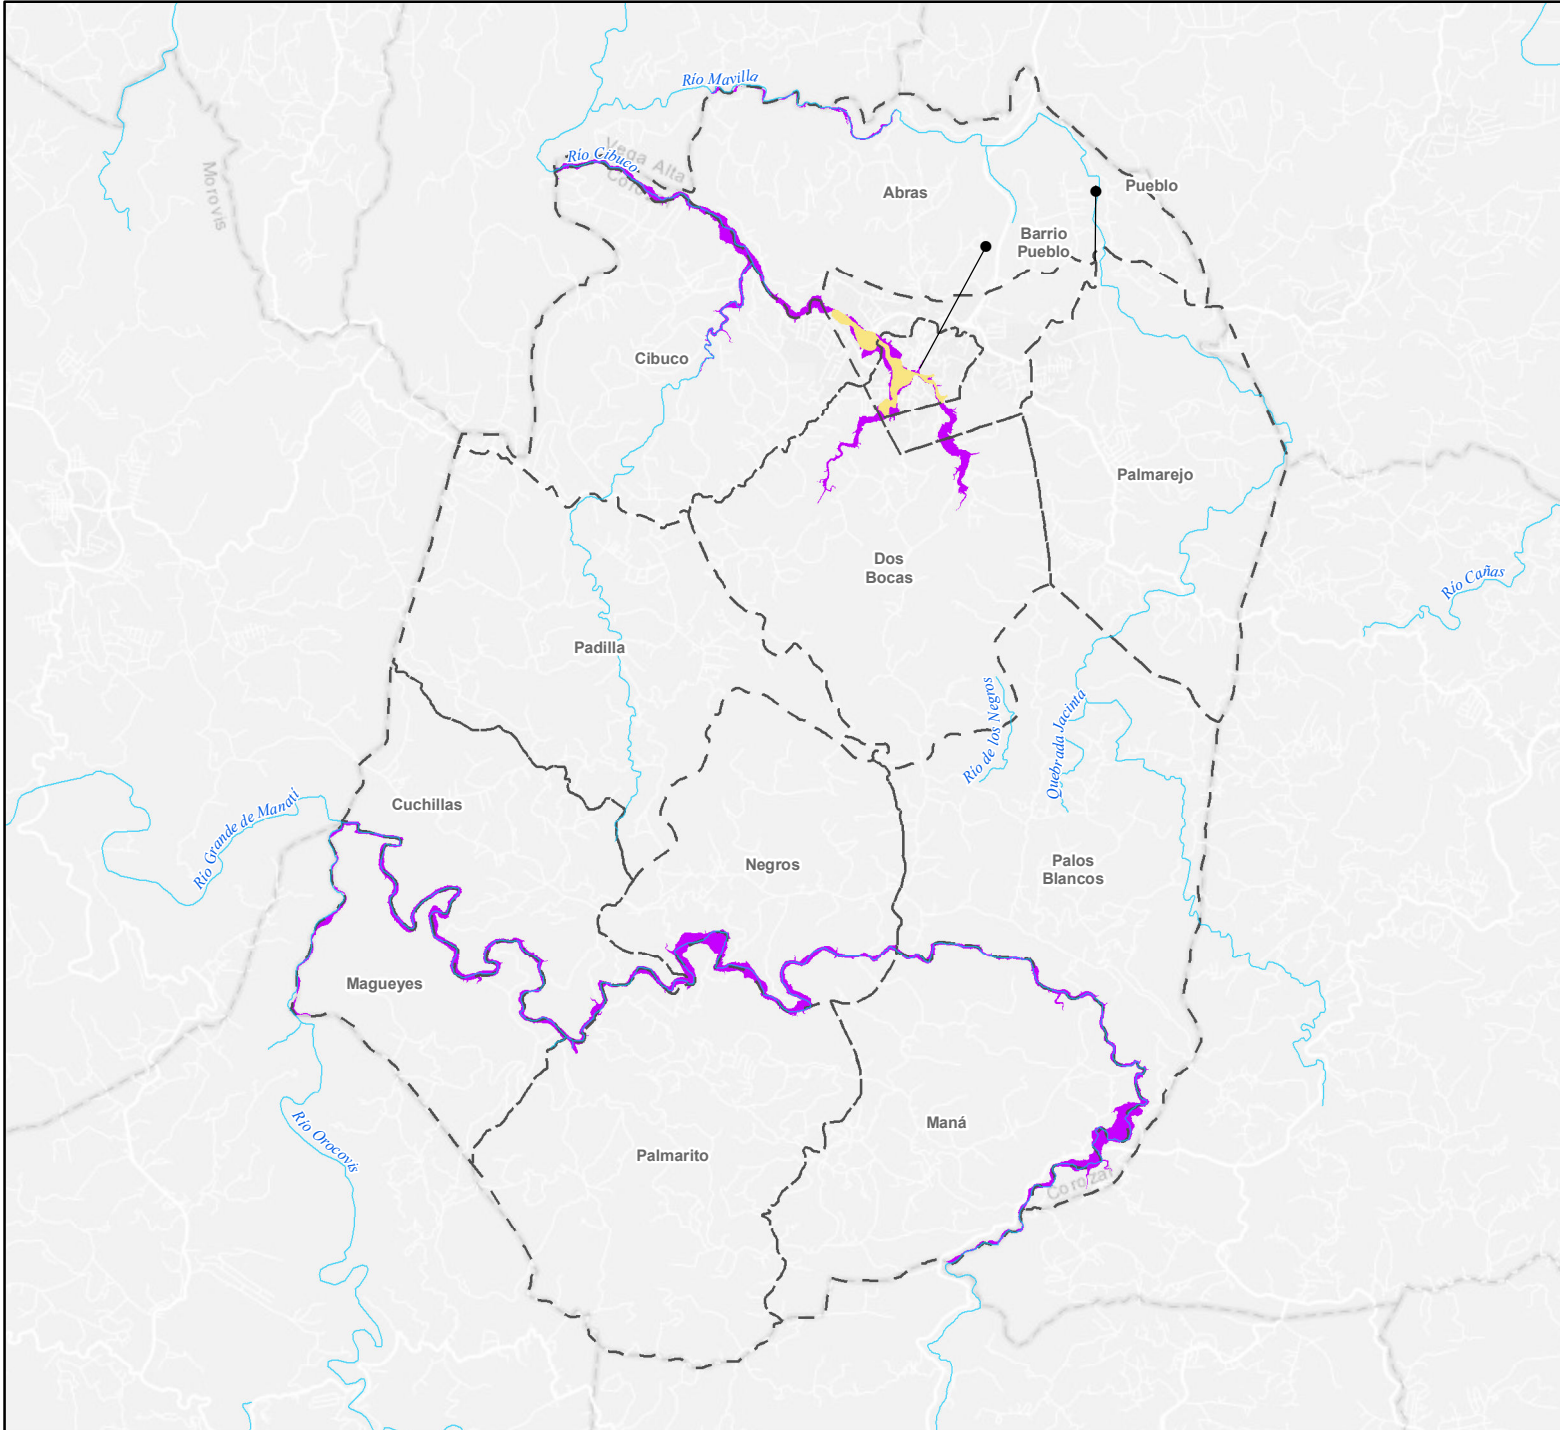 Río Mavilla
Río Cibuco
Vega Alta
Corozal
Morovis
Abras
Pueblo
Barrio
Pueblo
Cibuco
Palmarejo
Dos
Bocas
Río Cañas
Padilla
Río de los Negros
Quebrada Jacinta
Río Grande de Manatí
Cuchillas
Negros
Palos
Blancos
Magueyes
Río Orocovis
Palmarito
Maná
Corozal